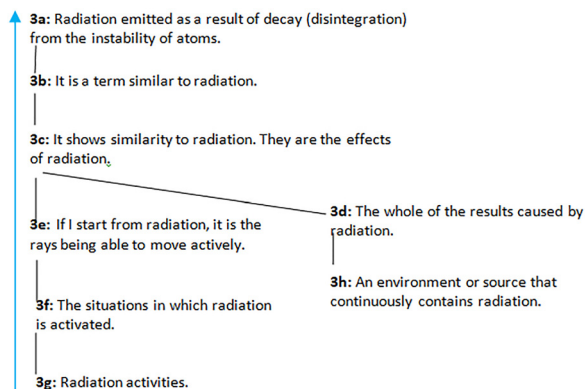 3a: Radiation emitted as a result of decay (disintegration)
from the instability of atoms.
3b: It is a term similar to radiation.
3c: It shows similarity to radiation. They are the effects
of radiation.
3e: If I start from radiation, it is the
rays being able to move actively.
3d: The whole of the results caused by
radiation.
3h: An environment or source that
continuously contains radiation.
3f: The situations in which radiation
is activated.
3g: Radiation activities.